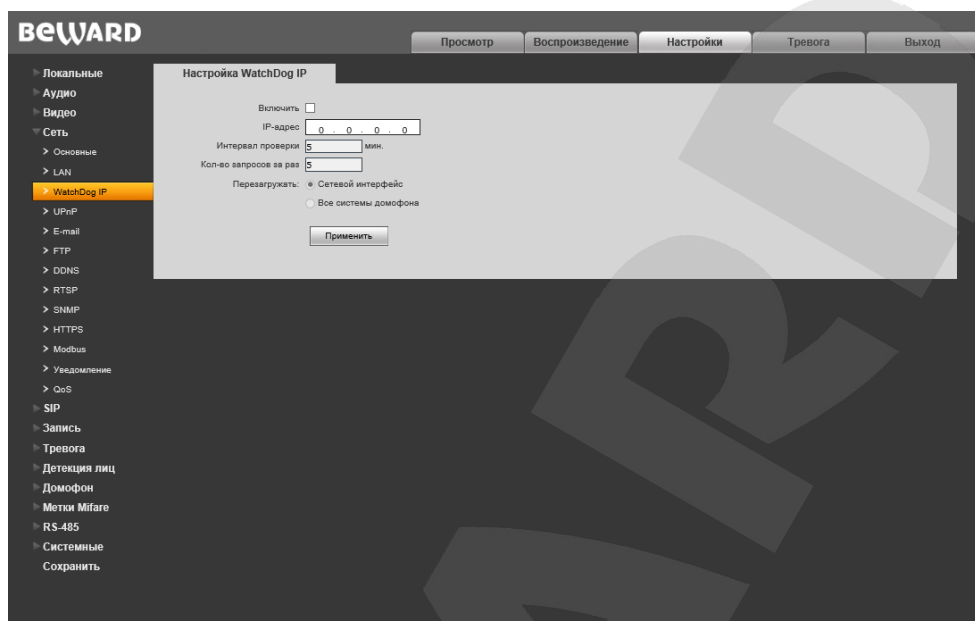 BEWARD
Просмотр Воспроизведение Настройки Тревога Выход
Локальные
Аудио
Видео
Сеть
Основные
LAN
WatchDog IP
UPnP
E-mail
FTP
DDNS
RTSP
SNMP
HTTPS
Modbus
Уведомление
QoS
SIP
Запись
Тревога
Детекция лиц
Домофон
Метки Mifare
RS-485
Системные
Сохранить
Настройка WatchDog IP
Включить
IP-адрес 0 . 0 . 0 . 0
Интервал проверки 5 мин.
Кол-во запросов за раз 5
Перезагружать: Сетевой интерфейс
Все системы домофона
Применить